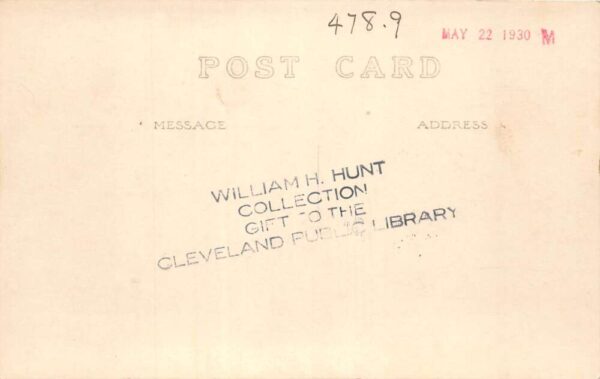 478.9
MAY 22 1930 M
POST CARD
MESSAGE ADDRESS
WILLIAM H. HUNT
COLLECTION
GIFT TO THE
CLEVELAND PUBLIC LIBRARY